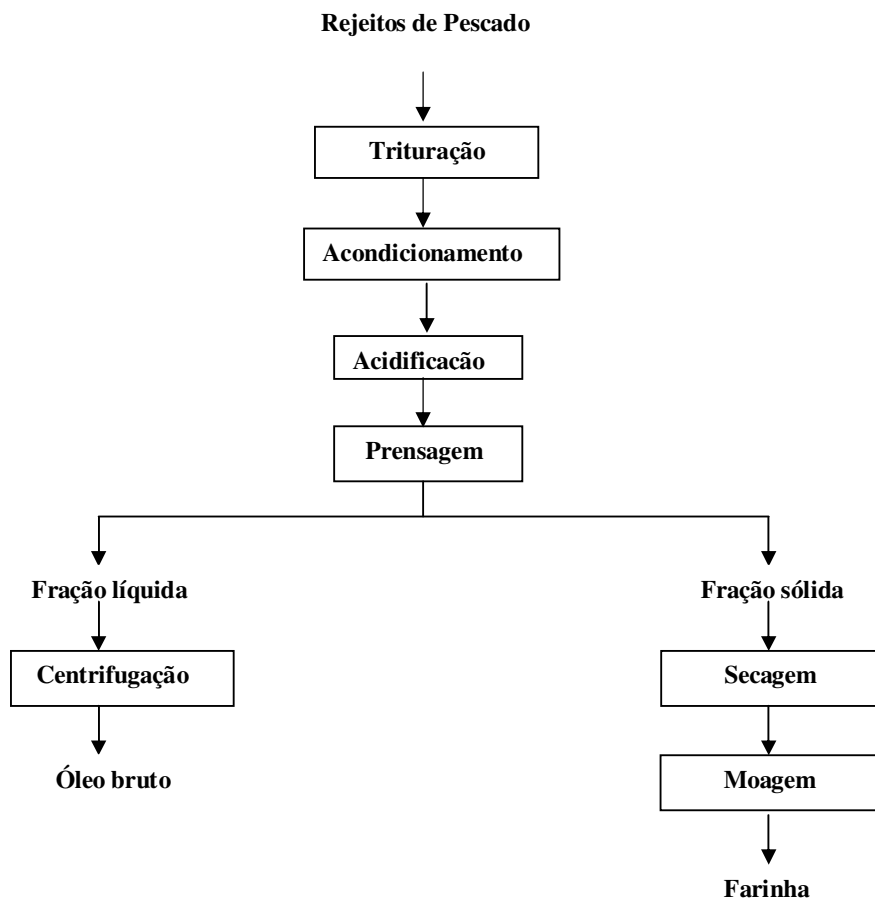 Rejeitos de Pescado
Trituração
Acondicionamento
Acidificacão
Prensagem
Fração líquida
Fração sólida
Centrifugação
Secagem
Óleo bruto
Moagem
Farinha